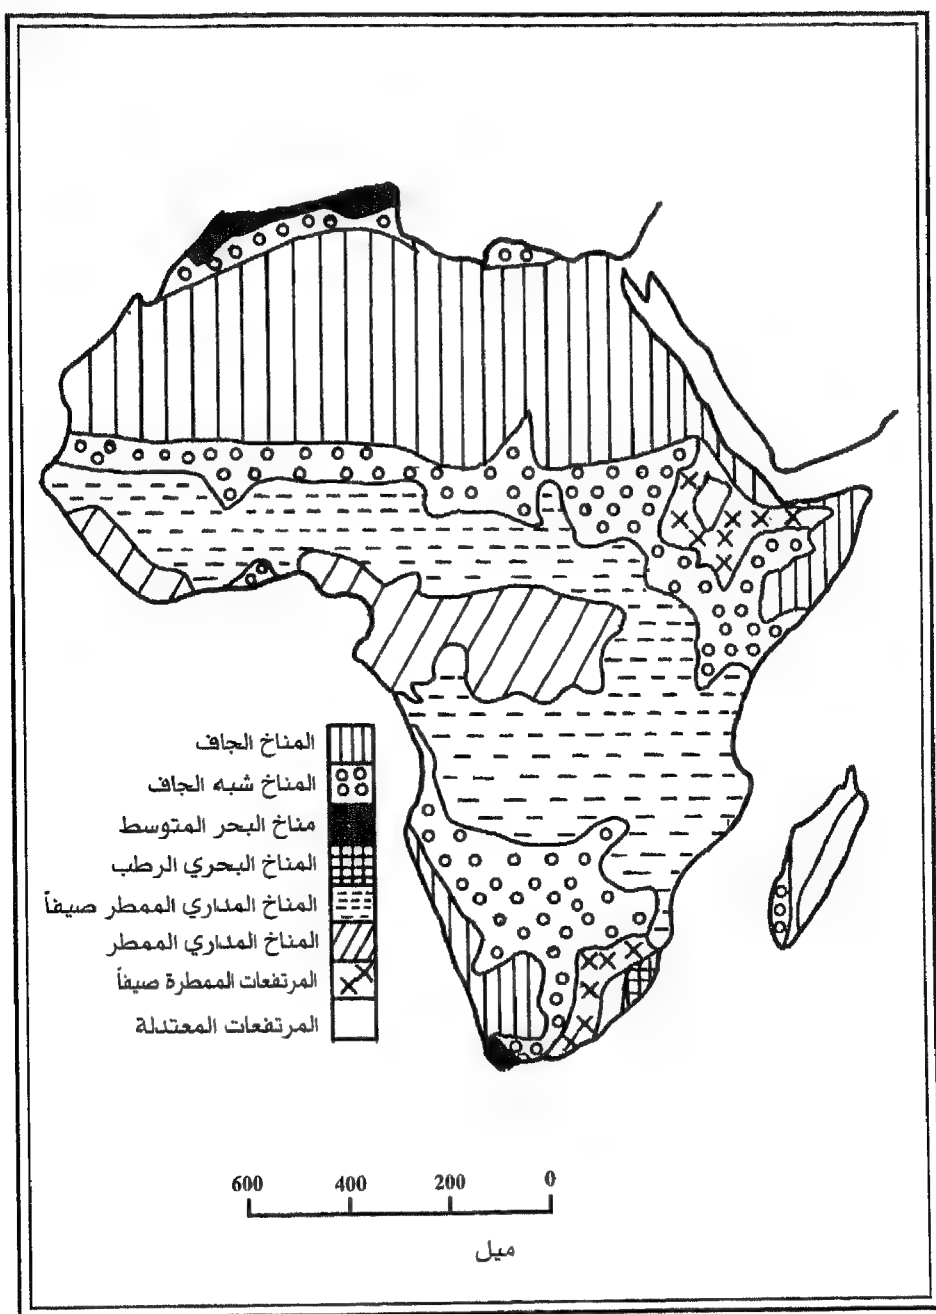 المناخ الجاف
المناخ شبه الجاف
مناخ البحر المتوسط
المناخ البحري الرطب
المناخ المداري الممطر صيفاً
المناخ المداري الممطر
المرتفعات الممطرة صيفاً
المرتفعات المعتدلة
600 400 200 0
ميل